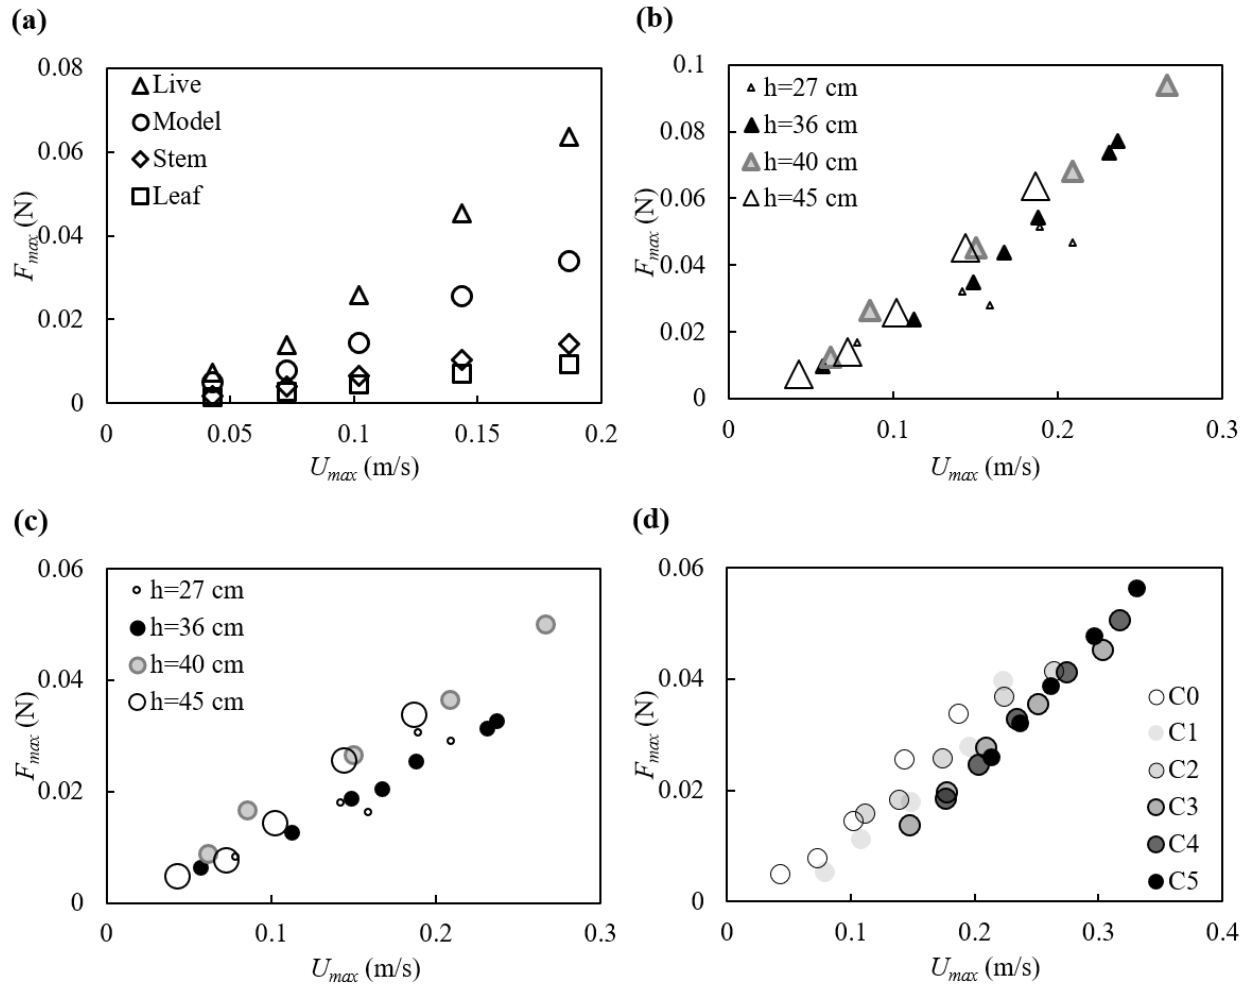 (a)
0.08
0.06
0.04
0.02
0
0
0.05
0.1
0.15
0.2
F_max (N)
U_max (m/s)
Live
Model
Stem
Leaf
(b)
0.1
0.08
0.06
0.04
0.02
0
0
0.1
0.2
0.3
F_max (N)
U_max (m/s)
h=27 cm
h=36 cm
h=40 cm
h=45 cm
(c)
0.06
0.04
0.02
0
0
0.1
0.2
0.3
F_max (N)
U_max (m/s)
h=27 cm
h=36 cm
h=40 cm
h=45 cm
(d)
0.06
0.04
0.02
0
0
0.1
0.2
0.3
0.4
F_max (N)
U_max (m/s)
C0
C1
C2
C3
C4
C5